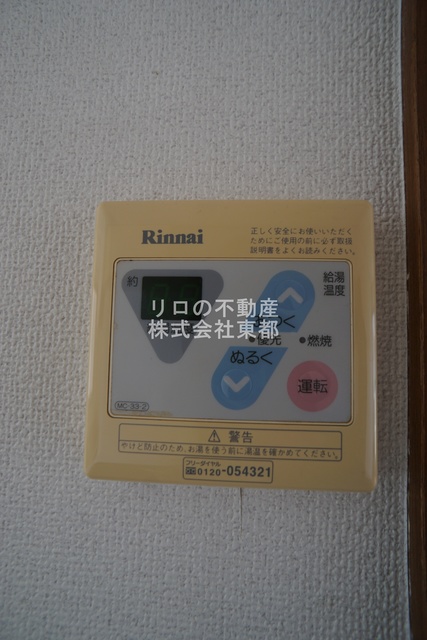 Rinnai
正しく安全にお使いいただく
ためにご使用の前に必ず取扱
説明書をよくお読みください。
約
給湯
温度
リロの不動産
株式会社東都
優先
燃焼
ぬるく
運転
MC-33-2
警告
やけど防止のため、お湯を使う前に湯温を確かめてください。
フリーダイヤル
0120-054321